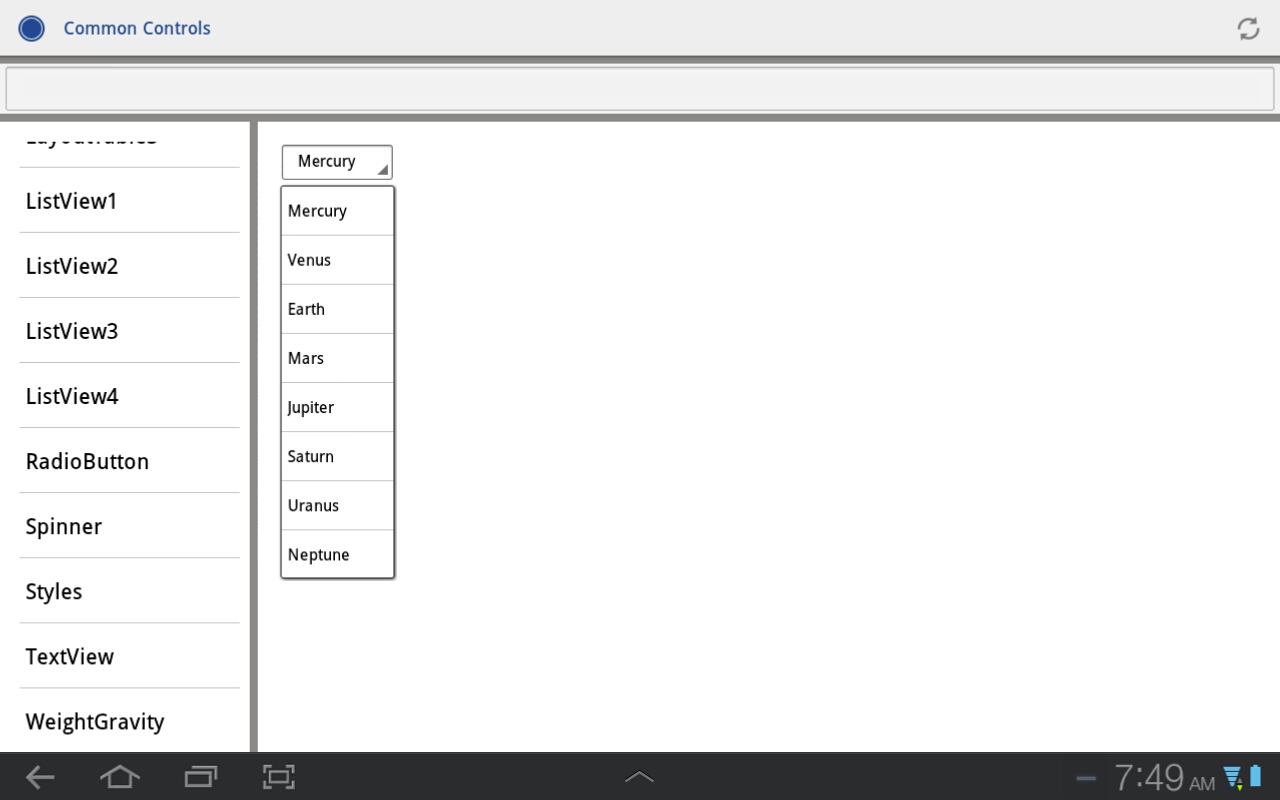 Common Controls
ListView1
ListView2
ListView3
ListView4
RadioButton
Spinner
Styles
TextView
WeightGravity
Mercury
Mercury
Venus
Earth
Mars
Jupiter
Saturn
Uranus
Neptune
7:49 AM